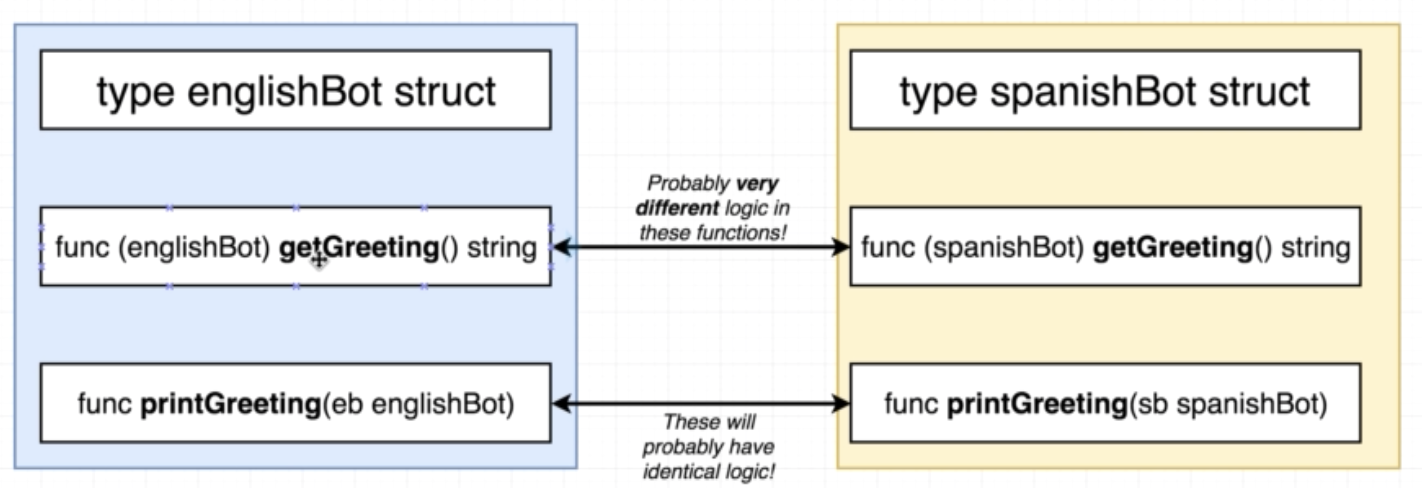 type englishBot struct
type spanishBot struct
Probably very
different logic in
these functions!
func (englishBot) getGreeting() string
func (spanishBot) getGreeting() string
func printGreeting(eb englishBot)
func printGreeting(sb spanishBot)
These will
probably have
identical logic!